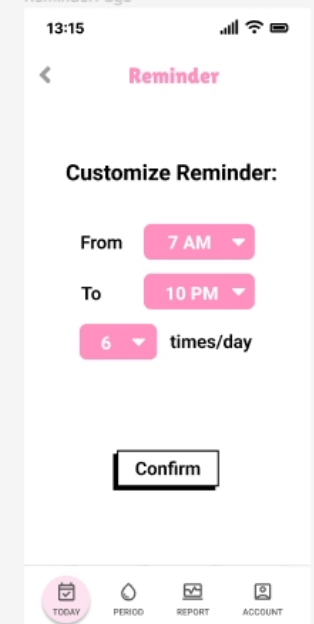 13:15
Reminder
Customize Reminder:
From 7 AM
To 10 PM
6 times/day
Confirm
TODAY PERIOD REPORT ACCOUNT